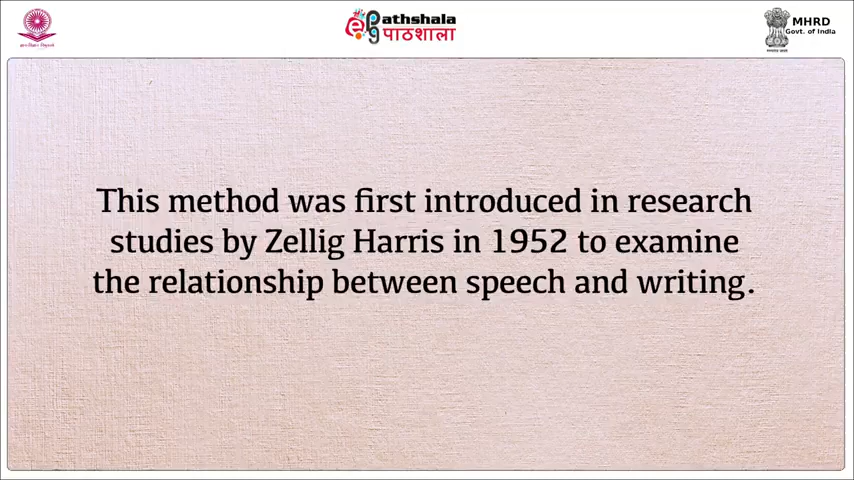 Pathshala
पाठशाला
MHRD
Govt. of India
This method was first introduced in research
studies by Zellig Harris in 1952 to examine
the relationship between speech and writing.